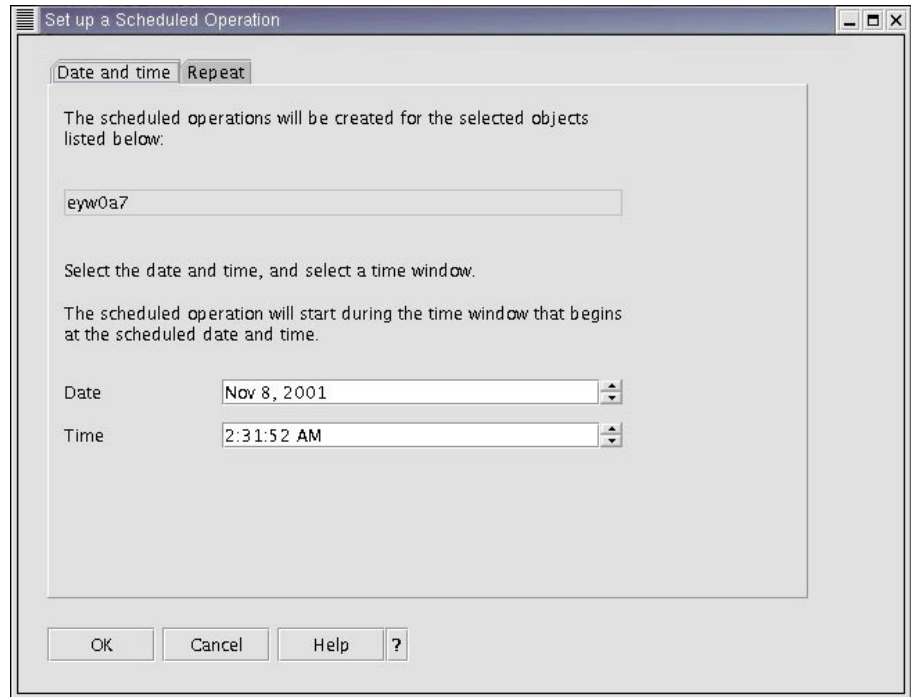 Set up a Scheduled Operation
Date and time
Repeat
The scheduled operations will be created for the selected objects
listed below:
eyw0a7
Select the date and time, and select a time window.
The scheduled operation will start during the time window that begins
at the scheduled date and time.
Date
Nov 8, 2001
Time
2:31:52 AM
OK
Cancel
Help
?